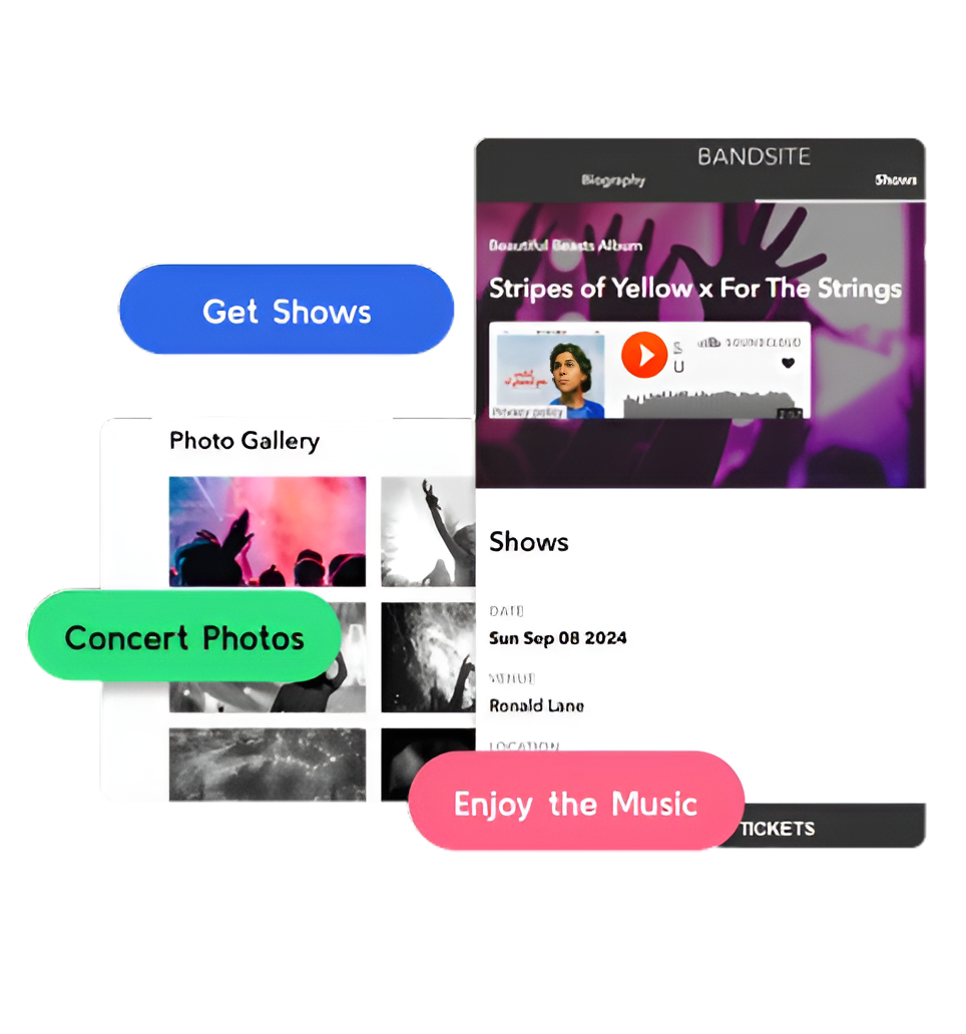 BANDSITE
Biography
Shows
Beautiful Beasts Album
Stripes of Yellow x For The Strings
SOUNDCLOUD
S
U
Privacy policy
Get Shows
Photo Gallery
Concert Photos
Shows
DATE
Sun Sep 08 2024
VENUE
Ronald Lane
LOCATION
Enjoy the Music
TICKETS